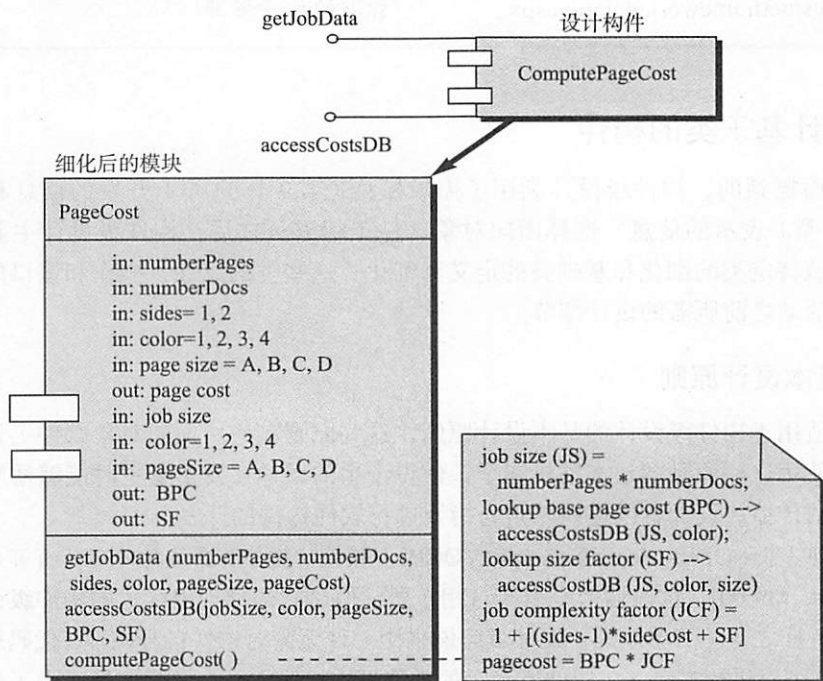 getJobData
设计构件
ComputePageCost
accessCostsDB
细化后的模块
PageCost
in: numberPages
in: numberDocs
in: sides= 1, 2
in: color=1, 2, 3, 4
in: page size = A, B, C, D
out: page cost
in: job size
in: color=1, 2, 3, 4
in: pageSize = A, B, C, D
out: BPC
out: SF
getJobData (numberPages, numberDocs,
sides, color, pageSize, pageCost)
accessCostsDB(jobSize, color, pageSize,
BPC, SF)
computePageCost( )
job size (JS) =
numberPages * numberDocs;
lookup base page cost (BPC) -->
accessCostsDB (JS, color);
lookup size factor (SF) -->
accessCostDB (JS, color, size)
job complexity factor (JCF) =
1 + [(sides-1)*sideCost + SF]
pagecost = BPC * JCF